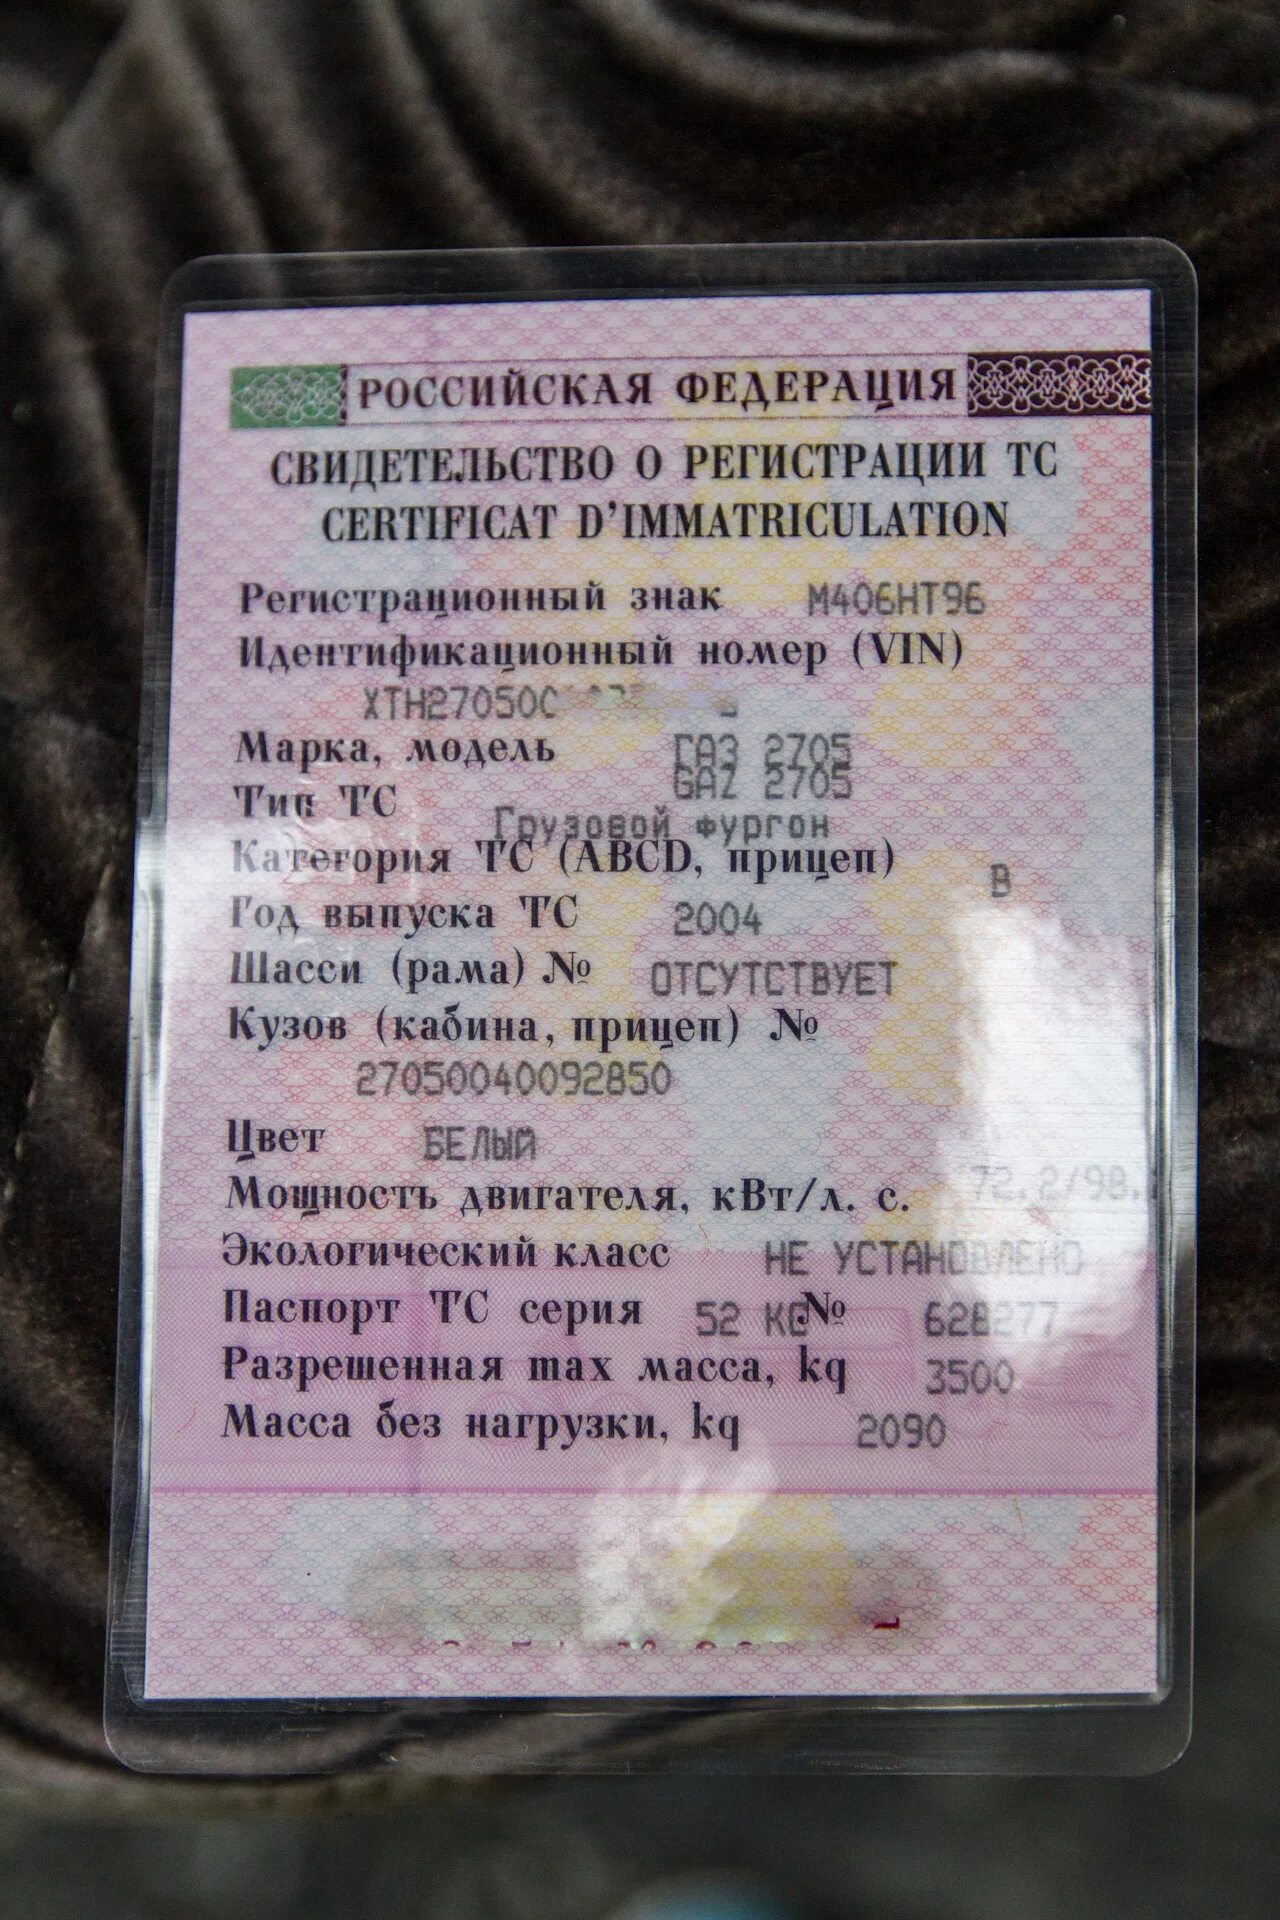 РОССИЙСКАЯ ФЕДЕРАЦИЯ
СВИДЕТЕЛЬСТВО О РЕГИСТРАЦИИ ТС
CERTIFICAT D'IMMATRICULATION
Регистрационный знак М406НТ96
Идентификационный номер (VIN)
Марка, модель ГАЗ 2705
GAZ 2705
Тип ТС Грузовой фургон
Категория ТС (ABCD, прицеп) B
Год выпуска ТС 2004
Шасси (рама) № ОТСУТСТВУЕТ
Кузов (кабина, прицеп) №
27050040092850
Цвет БЕЛЫЙ
Мощность двигателя, кВт/л. с.
Экологический класс НЕ УСТАНОВЛЕНО
Паспорт ТС серия 52 КС № 628277
Разрешенная max масса, kg 3500
Масса без нагрузки, kg 2090